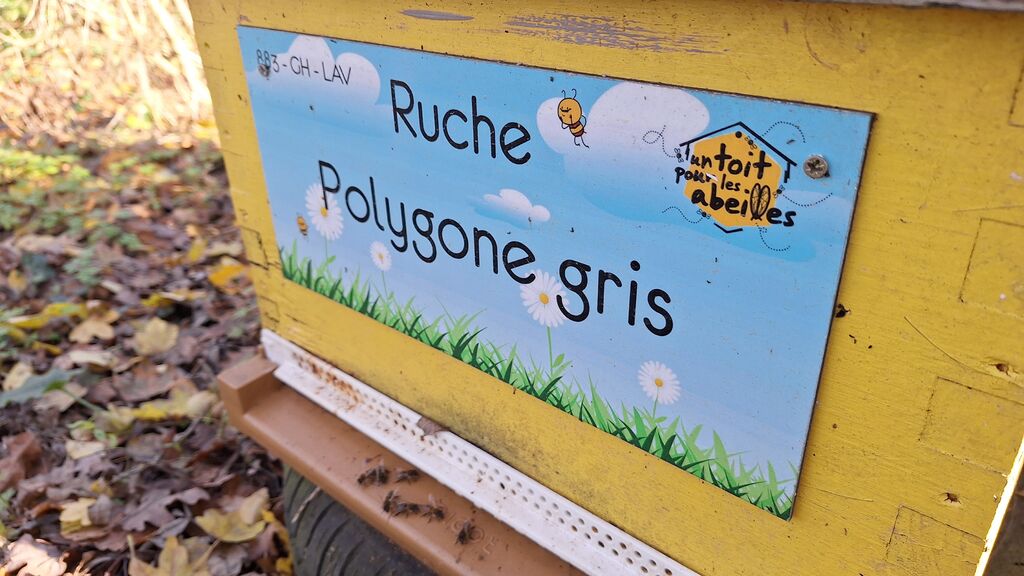 883-GH-LAV
Ruche
Polygone gris
un toit
pour les
abeilles